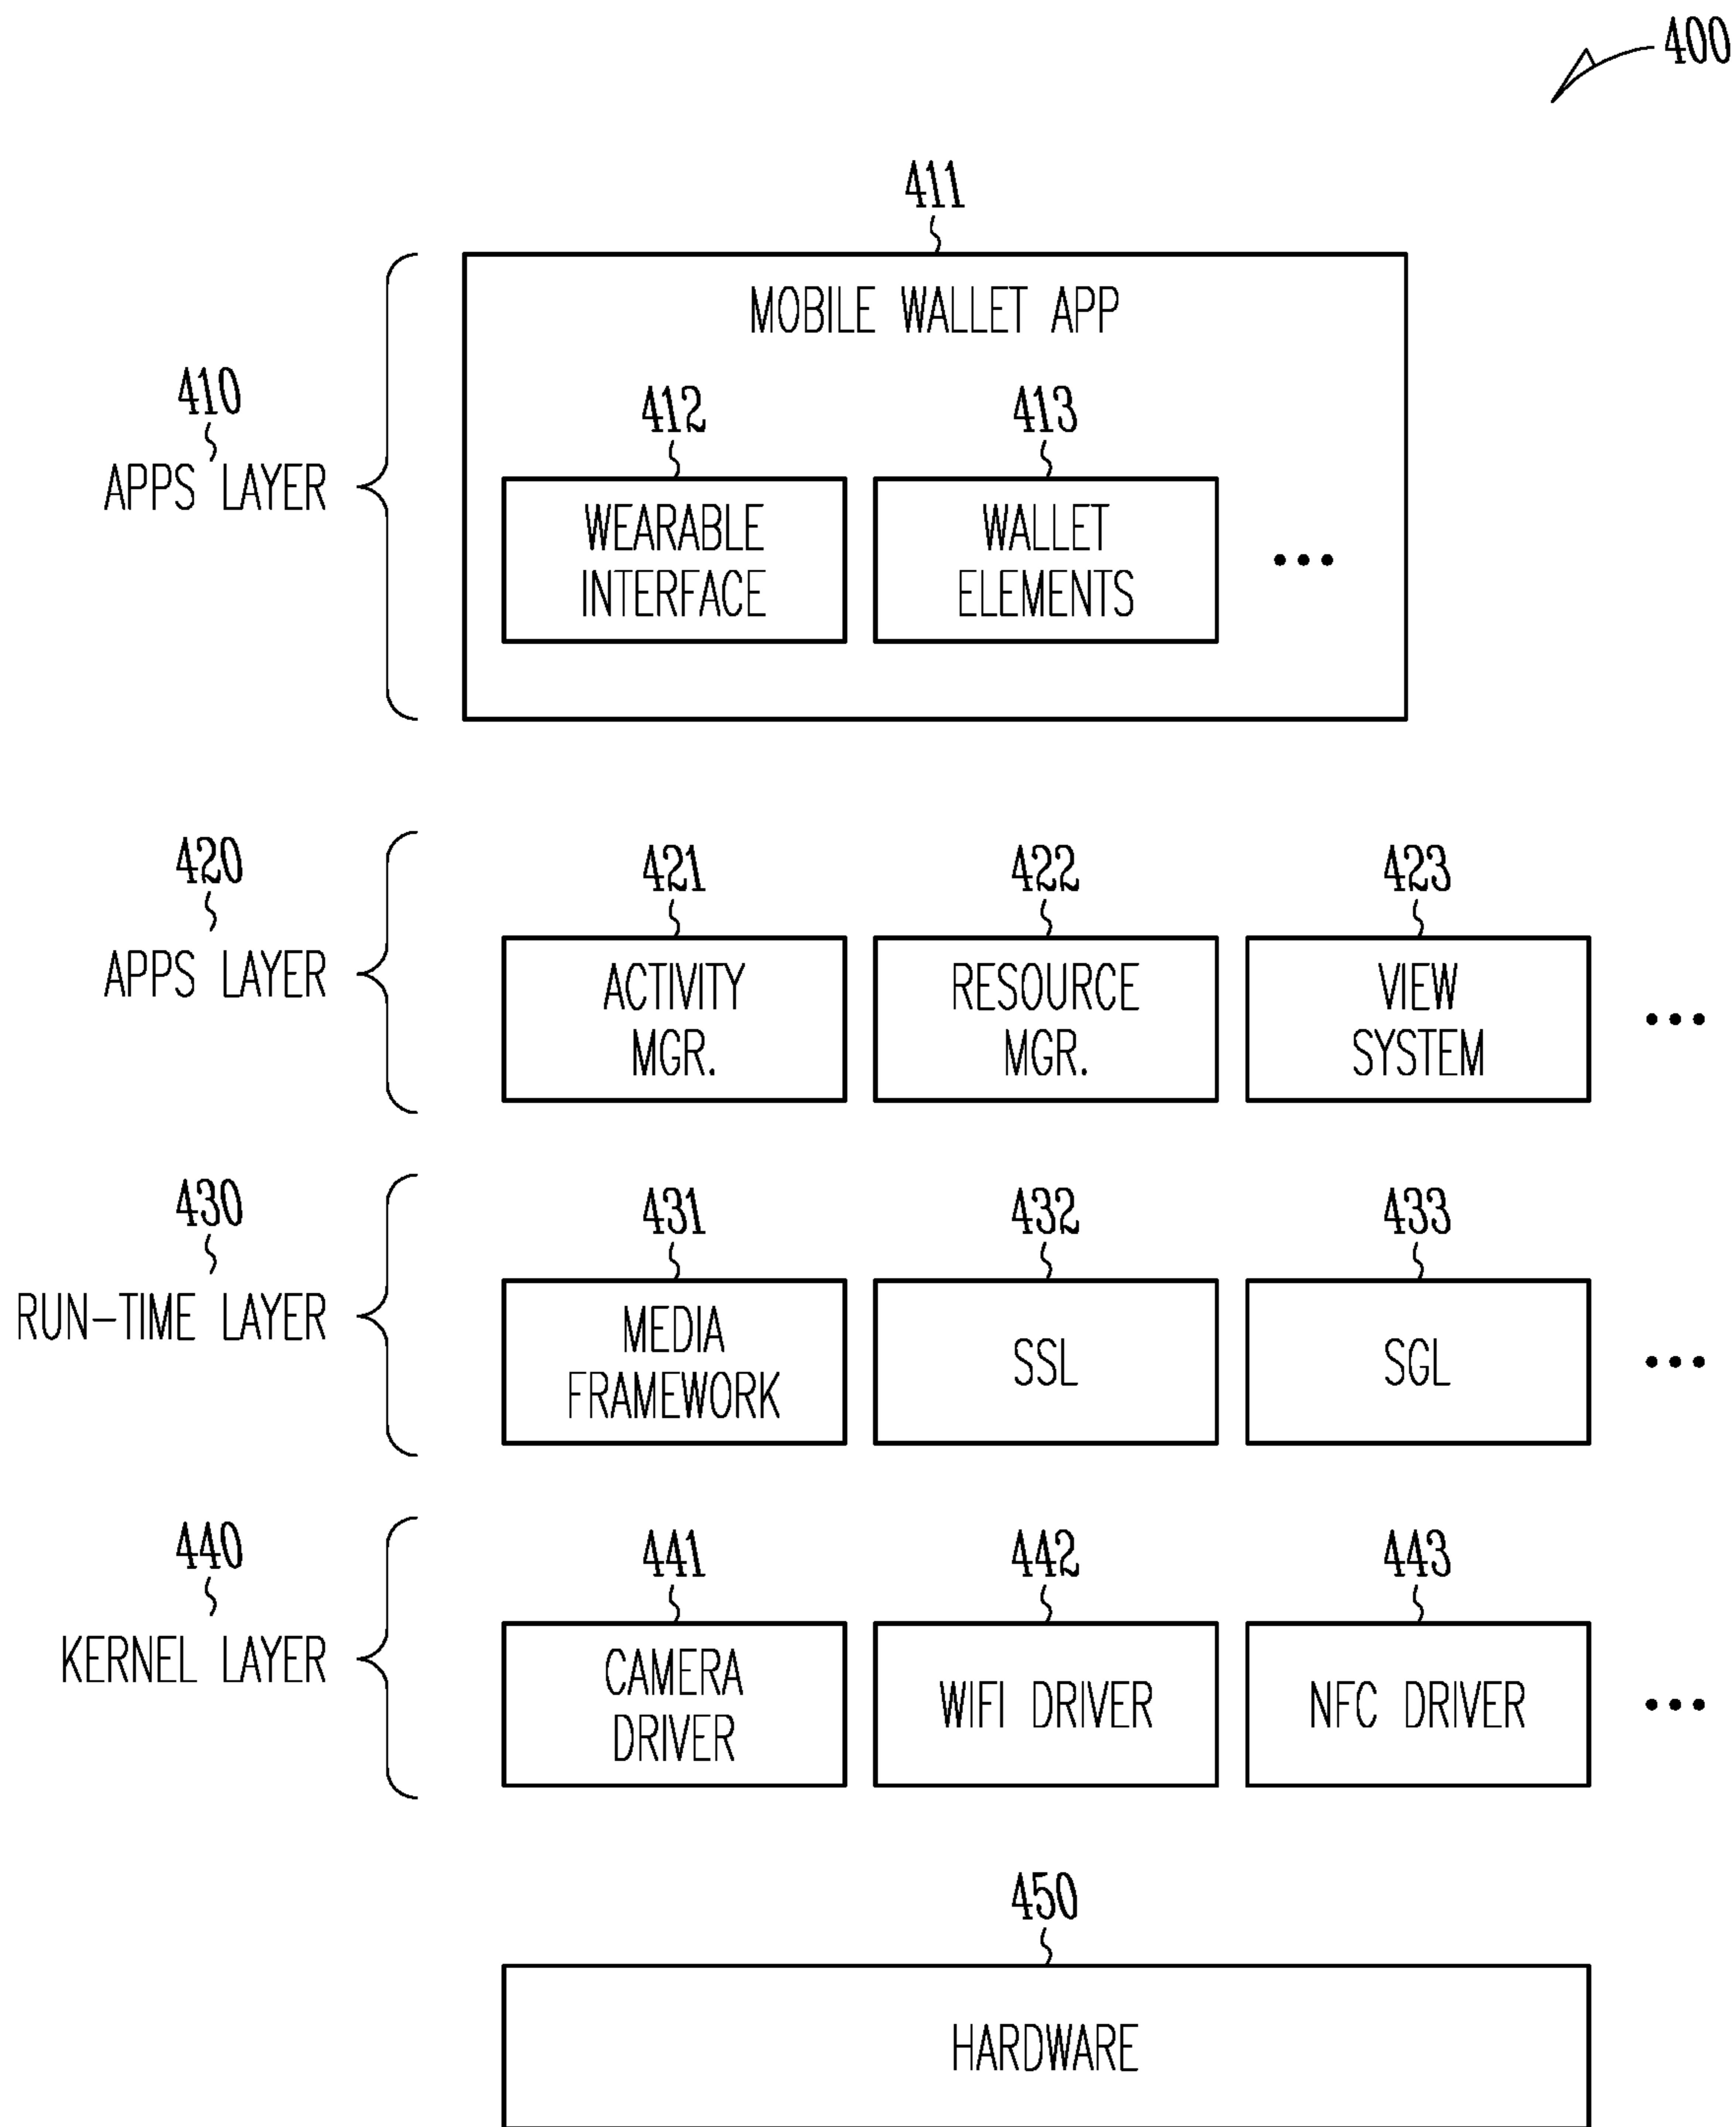 400
411
MOBILE WALLET APP
410
APPS LAYER
412
413
WEARABLE
INTERFACE
WALLET
ELEMENTS
•••
420
APPS LAYER
421
422
423
ACTIVITY
MGR.
RESOURCE
MGR.
VIEW
SYSTEM
•••
430
RUN-TIME LAYER
431
432
433
MEDIA
FRAMEWORK
SSL
SGL
•••
440
KERNEL LAYER
441
442
443
CAMERA
DRIVER
WIFI DRIVER
NFC DRIVER
•••
450
HARDWARE